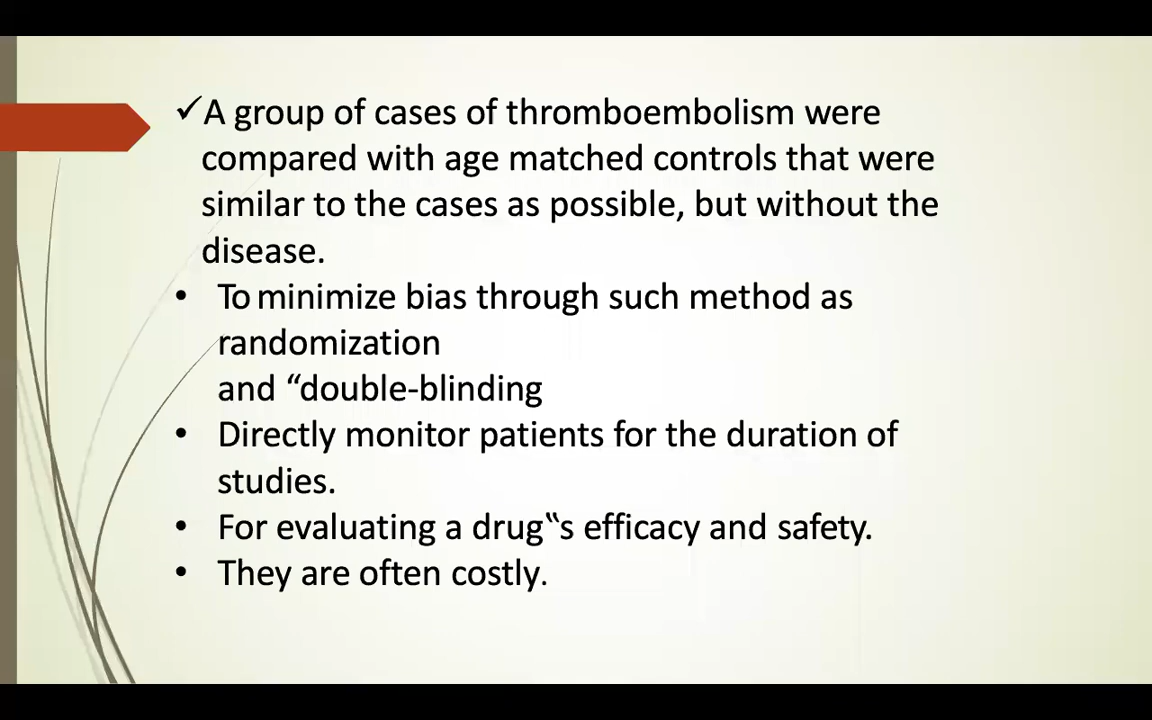 ✓A group of cases of thromboembolism were
compared with age matched controls that were
similar to the cases as possible, but without the
disease.
• To minimize bias through such method as
randomization
and “double-blinding
• Directly monitor patients for the duration of
studies.
• For evaluating a drug‟s efficacy and safety.
• They are often costly.